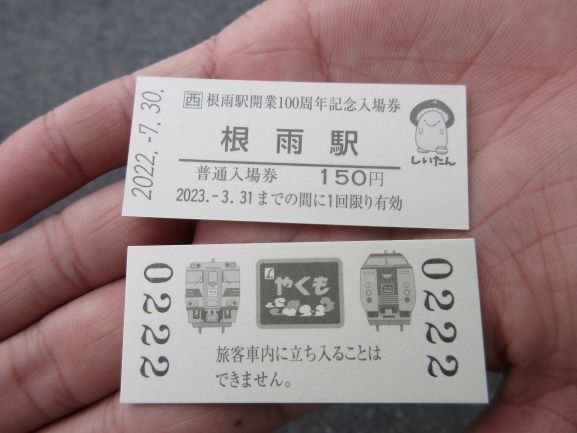 2022.-7.30.
西 根雨駅開業100周年記念入場券
根雨駅
普通入場券 150円
2023.-3.31までの間に1回限り有効
しいたん
0222
L
やくも
0222
旅客車内に立ち入ることは
できません。